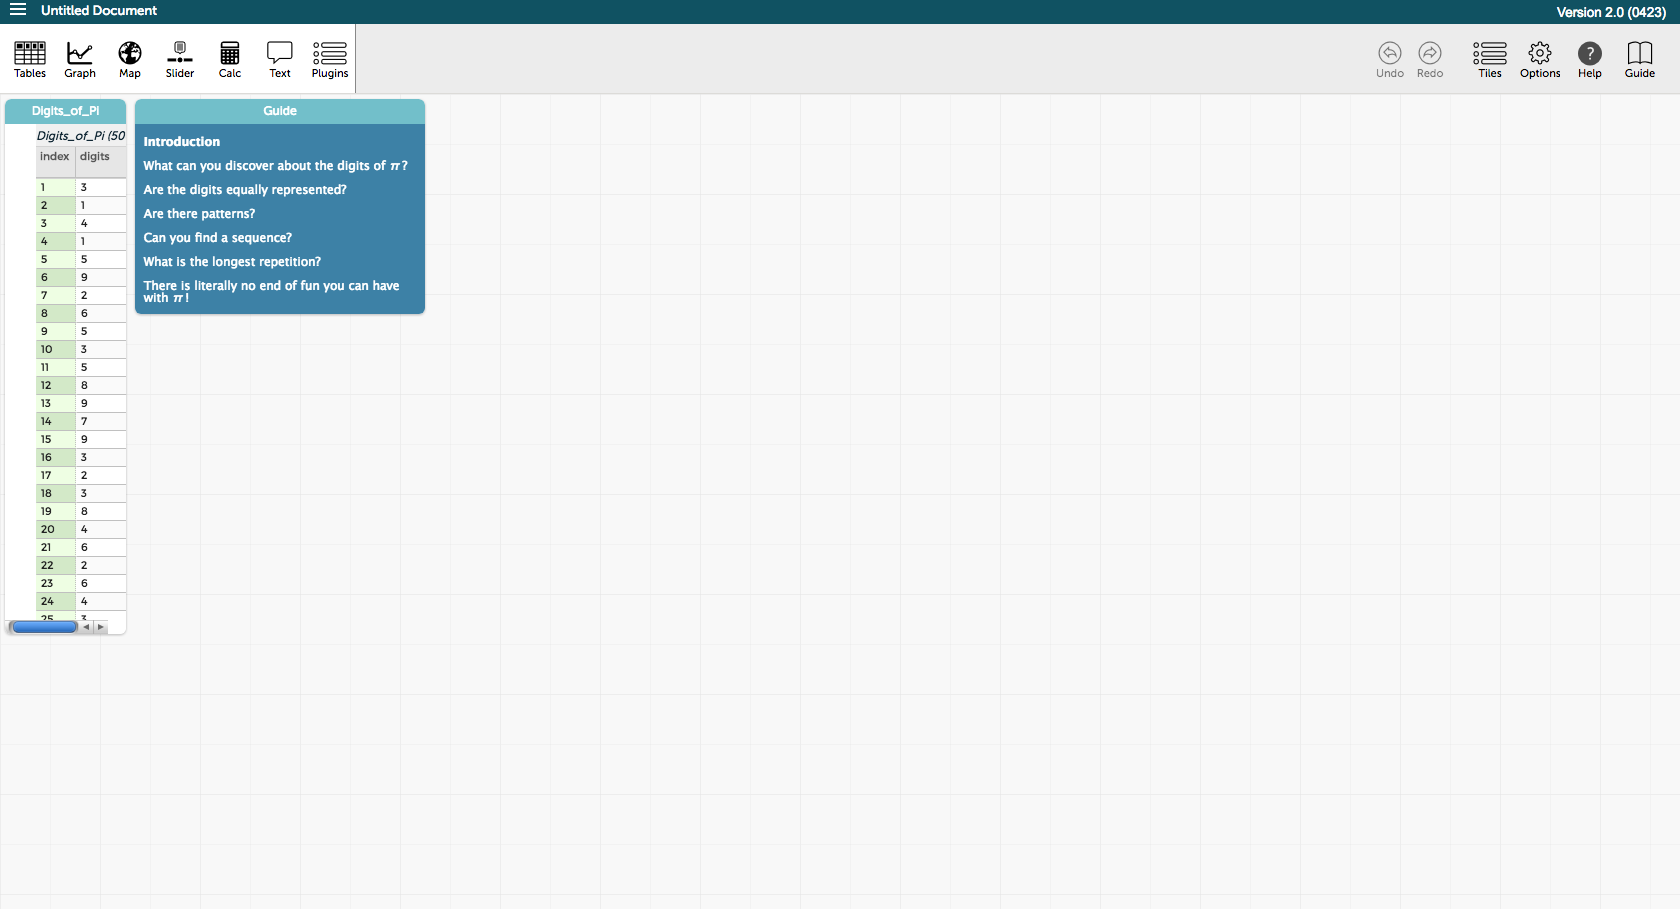 Untitled Document
Version 2.0 (0423)
Tables Graph Map Slider Calc Text Plugins
Undo Redo Tiles Options Help Guide
Digits_of_Pi
Digits_of_Pi (50
index digits
1 3
2 1
3 4
4 1
5 5
6 9
7 2
8 6
9 5
10 3
11 5
12 8
13 9
14 7
15 9
16 3
17 2
18 3
19 8
20 4
21 6
22 2
23 6
24 4
25 3
Guide
Introduction
What can you discover about the digits of π?
Are the digits equally represented?
Are there patterns?
Can you find a sequence?
What is the longest repetition?
There is literally no end of fun you can have
with π!